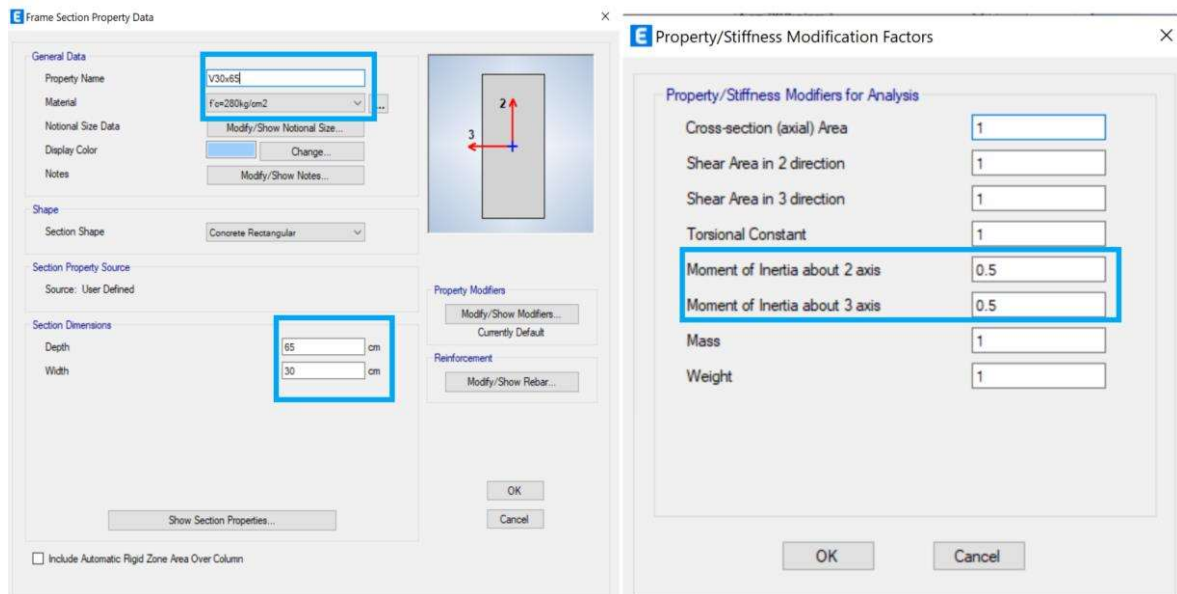 Frame Section Property Data
General Data
Property Name V30x65
Material f'c=280kg/cm2 ...
Notional Size Data Modify/Show Notional Size...
Display Color Change...
Notes Modify/Show Notes...
2
3
Shape
Section Shape Concrete Rectangular
Section Property Source
Source: User Defined
Section Dimensions
Depth 65 cm
Width 30 cm
Property Modifiers
Modify/Show Modifiers...
Currently Default
Reinforcement
Modify/Show Rebar...
OK
Cancel
Show Section Properties...
Include Automatic Rigid Zone Area Over Column
Property/Stiffness Modification Factors
Property/Stiffness Modifiers for Analysis
Cross-section (axial) Area 1
Shear Area in 2 direction 1
Shear Area in 3 direction 1
Torsional Constant 1
Moment of Inertia about 2 axis 0.5
Moment of Inertia about 3 axis 0.5
Mass 1
Weight 1
OK Cancel